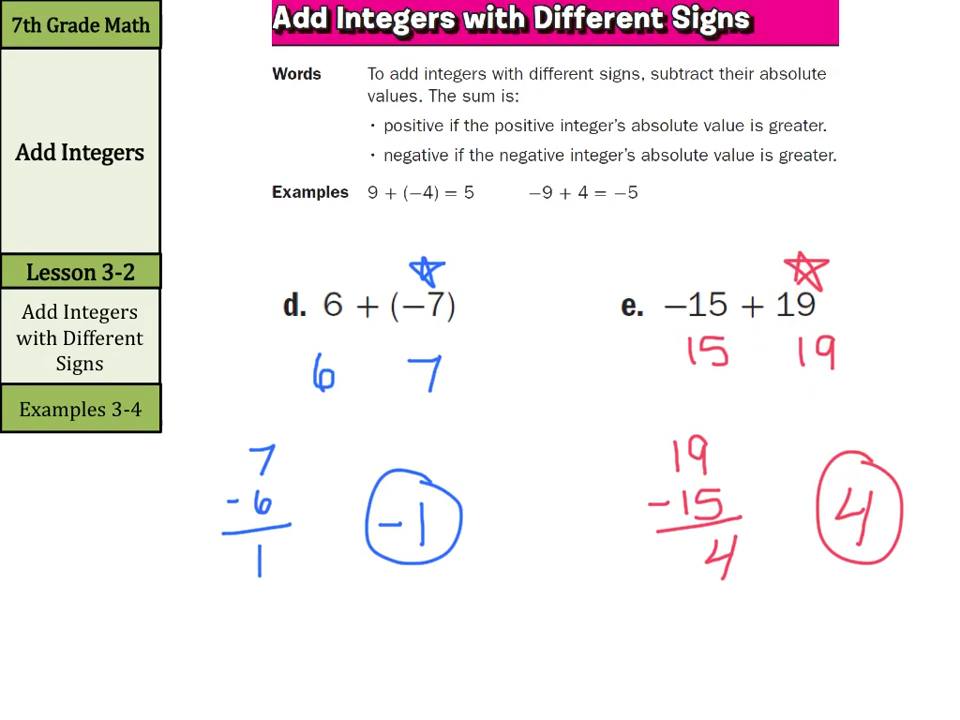 7th Grade Math
Add Integers
Lesson 3-2
Add Integers
with Different
Signs
Examples 3-4
Add Integers with Different Signs
Words To add integers with different signs, subtract their absolute
values. The sum is:
• positive if the positive integer's absolute value is greater.
• negative if the negative integer's absolute value is greater.
Examples 9 + (−4) = 5 −9 + 4 = −5
d. 6 + (−7)
6 7
7
- 6
1
-1
e. −15 + 19
15 19
19
-15
4
4